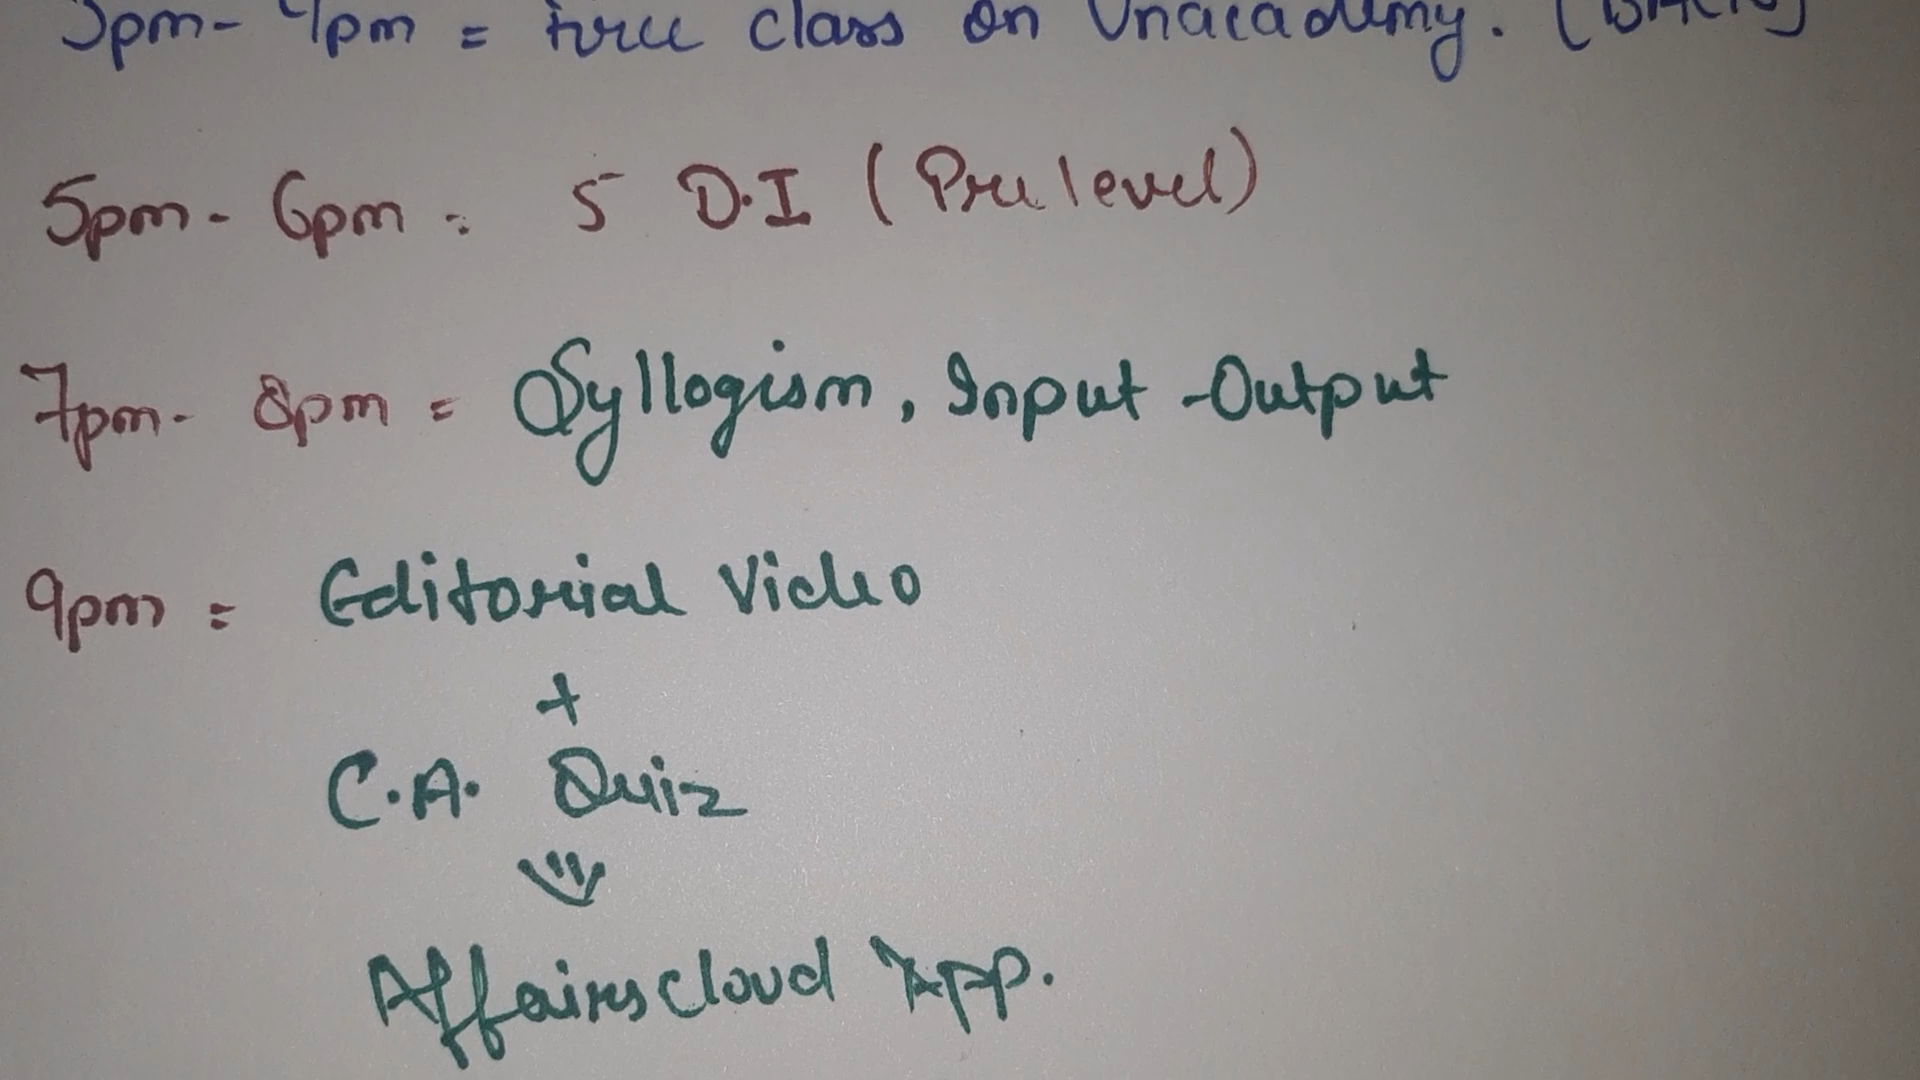 3pm - 4pm = free class on Unacademy.
5pm - 6pm = 5 D.I (Pre level)
7pm - 8pm = Syllogism, Input - Output
9pm = Editorial Video
+
C.A. Quiz
Affairscloud App.